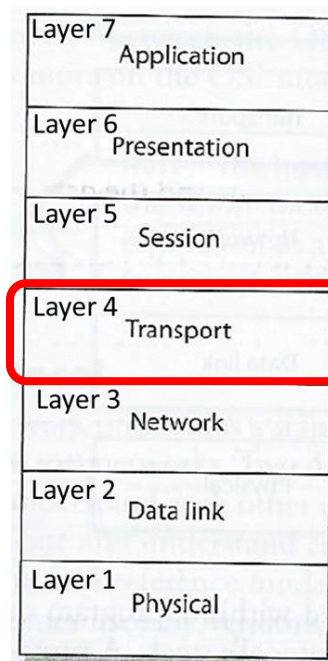 Layer 7
Application
Layer 6
Presentation
Layer 5
Session
Layer 4
Transport
Layer 3
Network
Layer 2
Data link
Layer 1
Physical